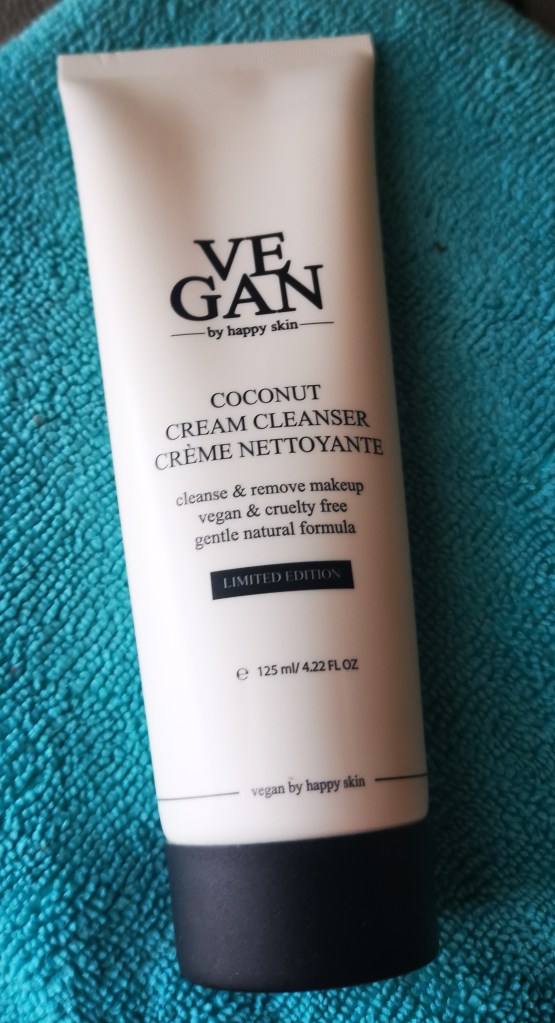 VE
GAN
by happy skin
COCONUT
CREAM CLEANSER
CRÈME NETTOYANTE
cleanse & remove makeup
vegan & cruelty free
gentle natural formula
LIMITED EDITION
℮ 125 ml/ 4.22 FL OZ
vegan by happy skin